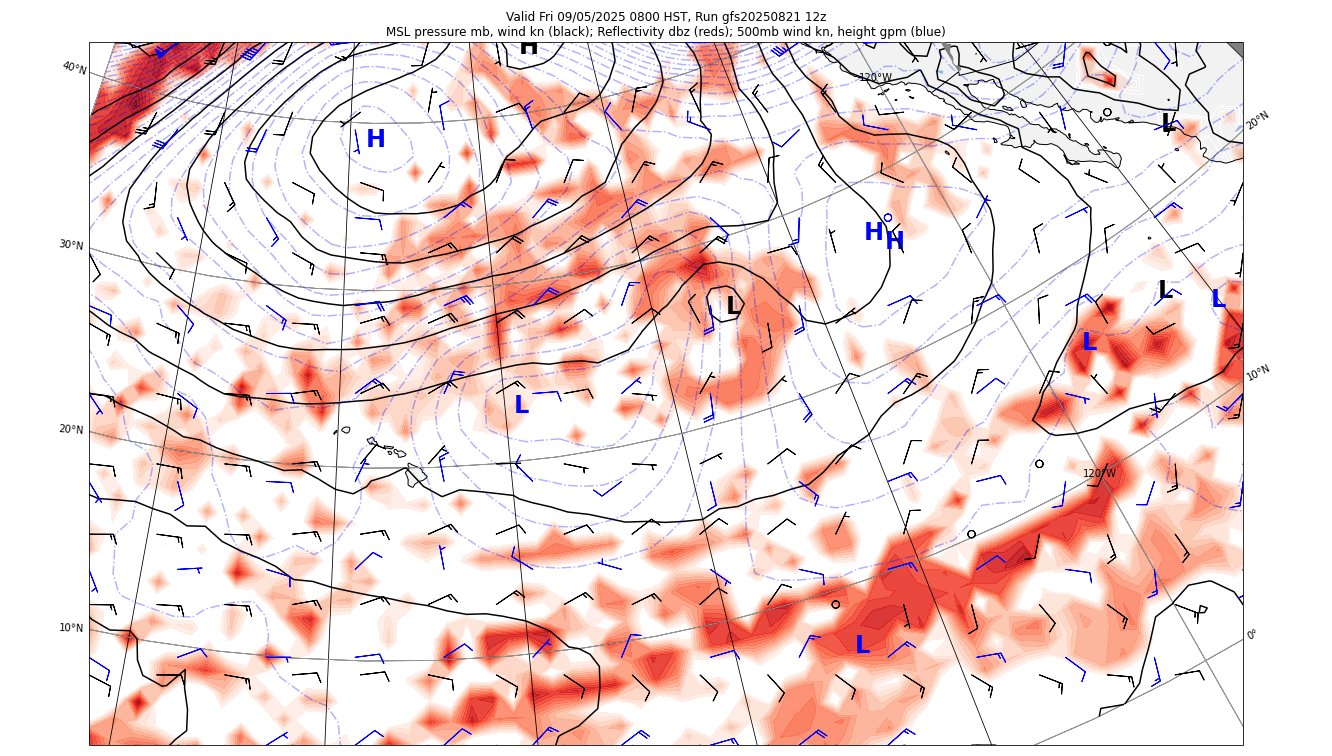 Valid Fri 09/05/2025 0800 HST, Run gfs20250821 12z
MSL pressure mb, wind kn (black); Reflectivity dbz (reds); 500mb wind kn, height gpm (blue)
H
40°N
120°W
20°N
L
H
H
H
30°N
L
L
L
L
10°N
L
20°N
120°W
10°N
0°
L